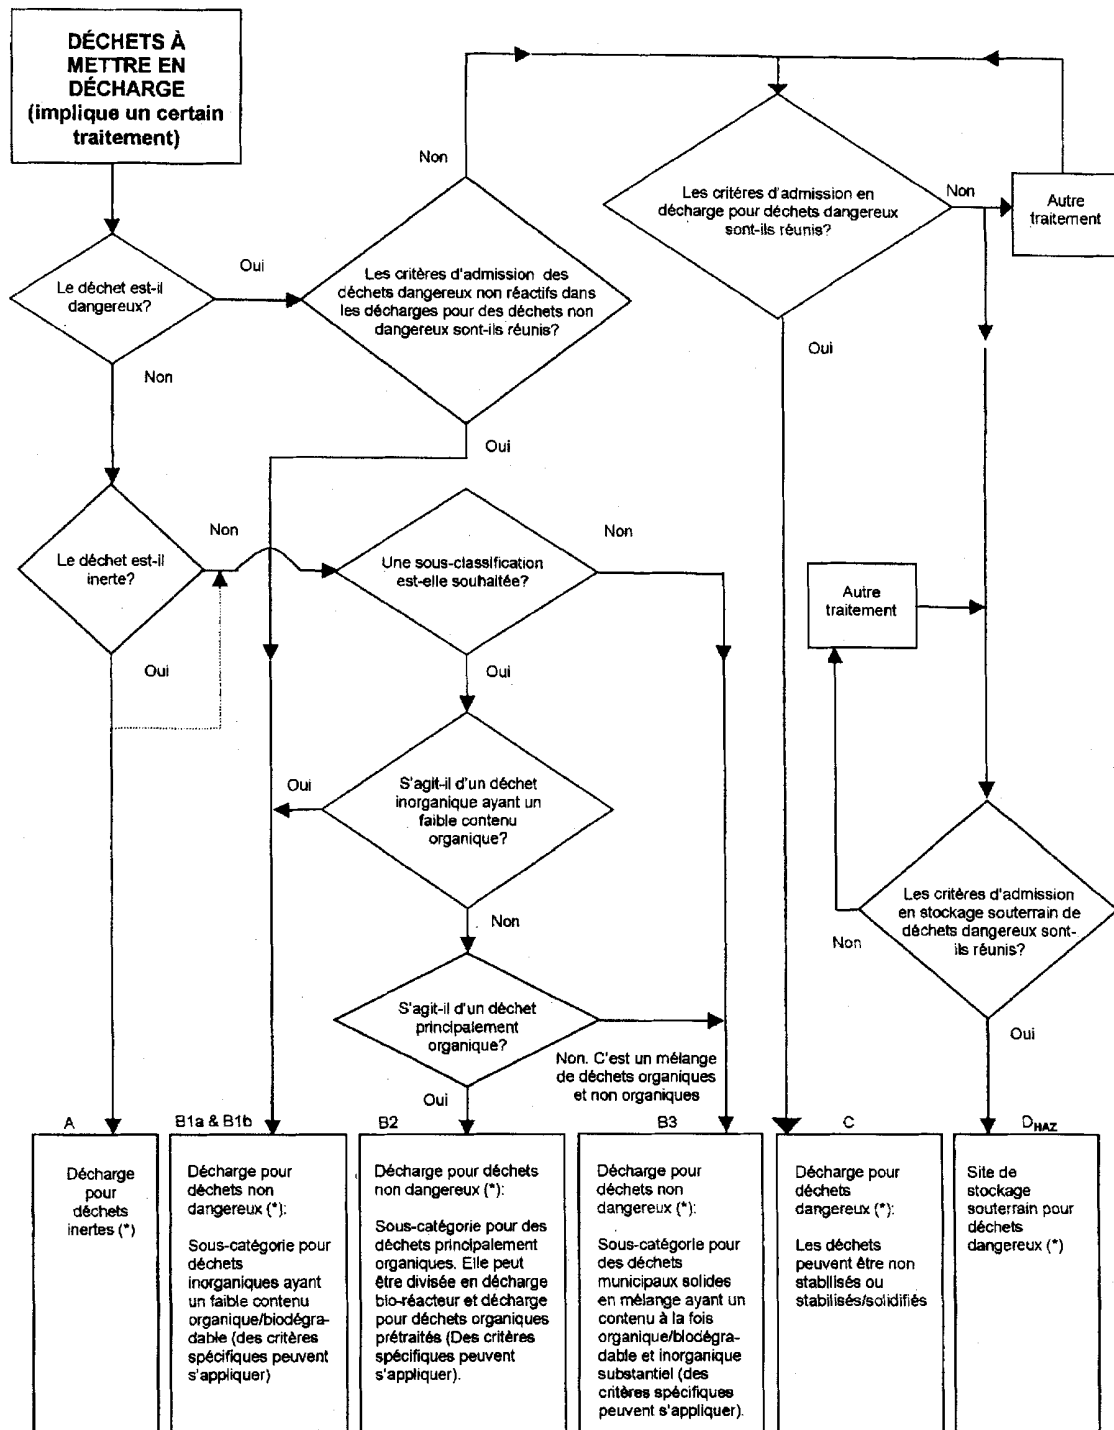 DÉCHETS À
METTRE EN
DÉCHARGE
(implique un certain
traitement)
Non
Les critéres d'admission en
décharge pour déchets dangereux
sont-ils réunis?
Non
Autre
traitement
Le déchet est-il
dangereux?
Oui
Les critères d'admission des
déchets dangereux non réactifs dans
les décharges pour des déchets non
dangereux sont-ils réunis?
Oui
Non
Oui
Le déchet est-il
inerte?
Non
Une sous-classification
est-elle souhaitée?
Non
Autre
traitement
Oui
Oui
S'agit-il d'un déchet
inorganique ayant un
faible contenu
organique?
Oui
Non
Les critères d'admission
en stockage souterrain de
déchets dangereux sont-
ils réunis?
Non
Oui
S'agit-il d'un déchet
principalement
organique?
Non. C'est un mélange
de déchets organiques
et non organiques
Oui
A
Décharge
pour
déchets
inertes (*)
B1a & B1b
Décharge pour
déchets non
dangereux (*):
Sous-catégorie pour
déchets
inorganiques ayant
un faible contenu
organique/biodégra-
dable (des critères
spécifiques peuvent
s'appliquer)
B2
Décharge pour déchets
non dangereux (*):
Sous-catégorie pour des
déchets principalement
organiques. Elle peut
être divisée en décharge
bio-réacteur et décharge
pour déchets organiques
prétraités (Des critères
spécifiques peuvent
s'appliquer).
B3
Décharge pour
déchets non
dangereux (*):
Sous-catégorie pour
des déchets
municipaux solides
en mélange ayant un
contenu à la fois
organique/biodégra-
dable et inorganique
substantiel (des
critères spécifiques
peuvent s'appliquer).
C
Décharge pour
déchets
dangereux (*):
Les déchets
peuvent être non
stabilisés ou
stabilisés/solidifiés
DHAZ
Site de
stockage
souterrain pour
déchets
dangereux (*)